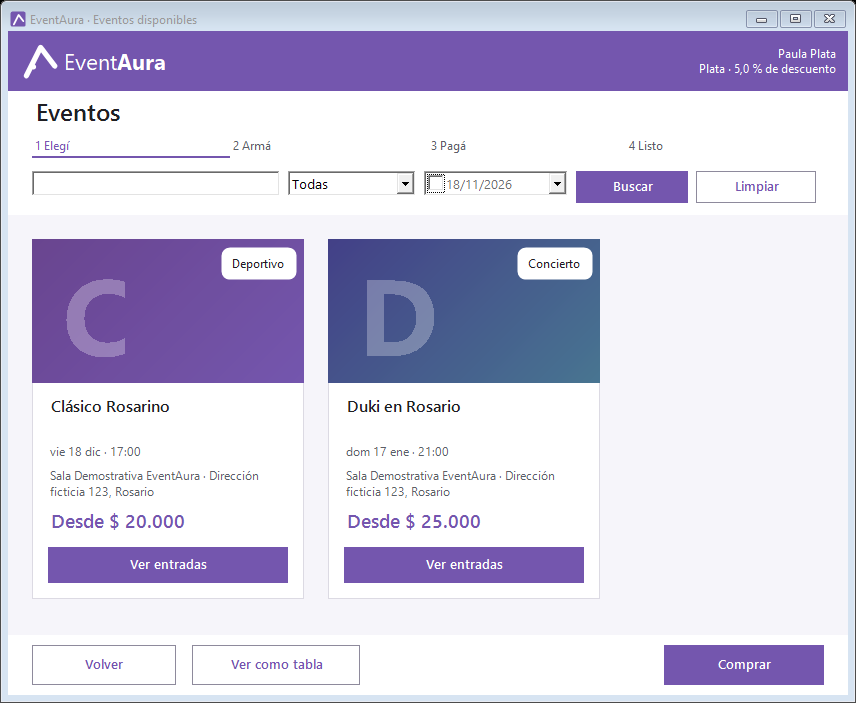 EventAura · Eventos disponibles
EventAura
Paula Plata
Plata · 5,0 % de descuento
Eventos
1 Elegí
2 Armá
3 Pagá
4 Listo
Todas
18/11/2026
Buscar
Limpiar
C
Deportivo
Clásico Rosarino
vie 18 dic · 17:00
Sala Demostrativa EventAura · Dirección
ficticia 123, Rosario
Desde $ 20.000
Ver entradas
D
Concierto
Duki en Rosario
dom 17 ene · 21:00
Sala Demostrativa EventAura · Dirección
ficticia 123, Rosario
Desde $ 25.000
Ver entradas
Volver
Ver como tabla
Comprar